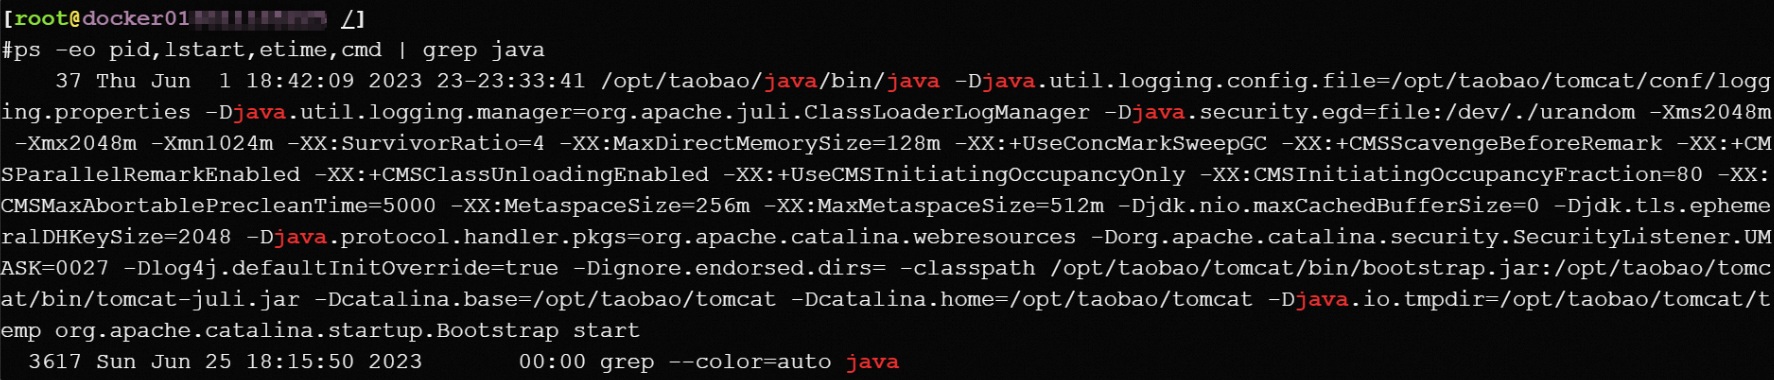 [root@docker01 /]
#ps -eo pid,lstart,etime,cmd | grep java
37 Thu Jun  1 18:42:09 2023 23-23:33:41 /opt/taobao/java/bin/java -Djava.util.logging.config.file=/opt/taobao/tomcat/conf/logg
ing.properties -Djava.util.logging.manager=org.apache.juli.ClassLoaderLogManager -Djava.security.egd=file:/dev/./urandom -Xms2048m
-Xmx2048m -Xmn1024m -XX:SurvivorRatio=4 -XX:MaxDirectMemorySize=128m -XX:+UseConcMarkSweepGC -XX:+CMSScavengeBeforeRemark -XX:+CM
SParallelRemarkEnabled -XX:+CMSClassUnloadingEnabled -XX:+UseCMSInitiatingOccupancyOnly -XX:CMSInitiatingOccupancyFraction=80 -XX:
CMSMaxAbortablePrecleanTime=5000 -XX:MetaspaceSize=256m -XX:MaxMetaspaceSize=512m -Djdk.nio.maxCachedBufferSize=0 -Djdk.tls.epheme
ralDHKeySize=2048 -Djava.protocol.handler.pkgs=org.apache.catalina.webresources -Dorg.apache.catalina.security.SecurityListener.UM
ASK=0027 -Dlog4j.defaultInitOverride=true -Dignore.endorsed.dirs= -classpath /opt/taobao/tomcat/bin/bootstrap.jar:/opt/taobao/tomc
at/bin/tomcat-juli.jar -Dcatalina.base=/opt/taobao/tomcat -Dcatalina.home=/opt/taobao/tomcat -Djava.io.tmpdir=/opt/taobao/tomcat/t
emp org.apache.catalina.startup.Bootstrap start
3617 Sun Jun 25 18:15:50 2023       00:00 grep --color=auto java